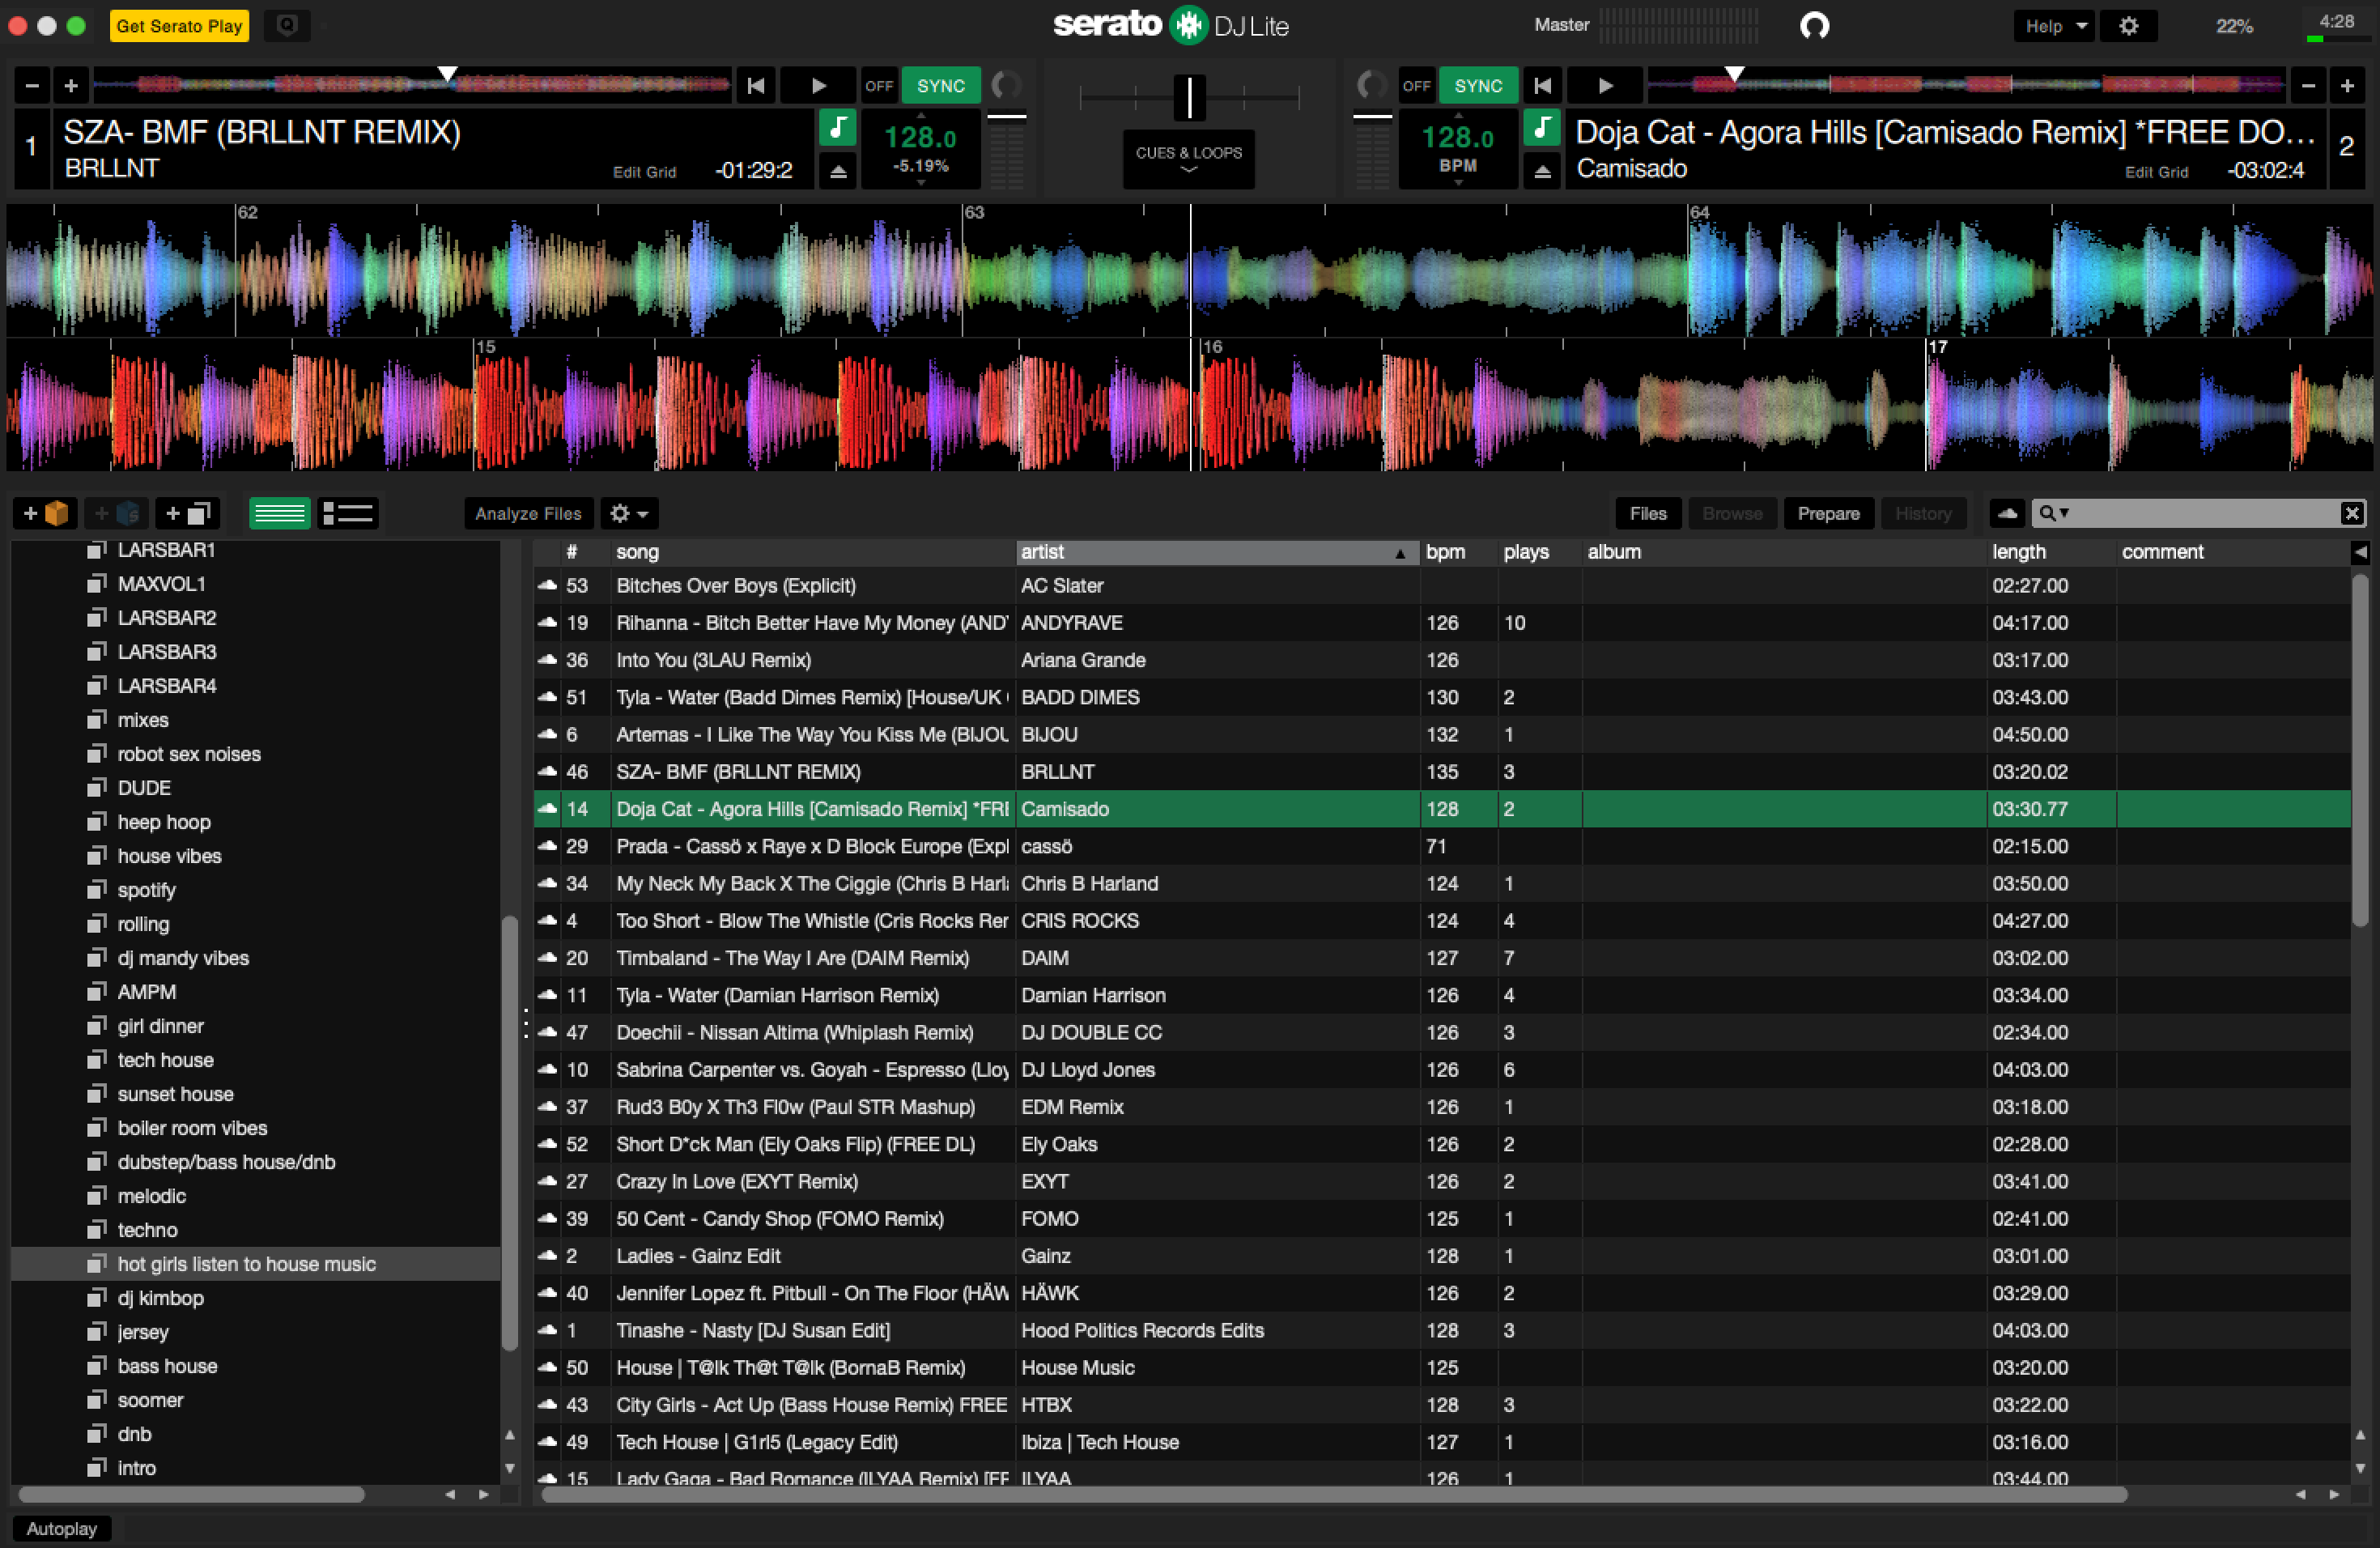 Get Serato Play
serato DJ Lite
Master
Help
22%
4:28
OFF SYNC
OFF SYNC
1
SZA- BMF (BRLLNT REMIX)
BRLLNT
Edit Grid -01:29:2
128.0
-5.19%
CUES & LOOPS
128.0
BPM
Doja Cat - Agora Hills [Camisado Remix] *FREE DO...
Camisado
Edit Grid -03:02:4
2
62 63 64
15 16 17
Analyze Files
Files Browse Prepare History
LARSBAR1
MAXVOL1
LARSBAR2
LARSBAR3
LARSBAR4
mixes
robot sex noises
DUDE
heep hoop
house vibes
spotify
rolling
dj mandy vibes
AMPM
girl dinner
tech house
sunset house
boiler room vibes
dubstep/bass house/dnb
melodic
techno
hot girls listen to house music
dj kimbop
jersey
bass house
soomer
dnb
intro
# song artist bpm plays album length comment
53 Bitches Over Boys (Explicit) AC Slater 02:27.00
19 Rihanna - Bitch Better Have My Money (AND ANDYRAVE 126 10 04:17.00
36 Into You (3LAU Remix) Ariana Grande 126 03:17.00
51 Tyla - Water (Badd Dimes Remix) [House/UK BADD DIMES 130 2 03:43.00
6 Artemas - I Like The Way You Kiss Me (BIJOU BIJOU 132 1 04:50.00
46 SZA- BMF (BRLLNT REMIX) BRLLNT 135 3 03:20.02
14 Doja Cat - Agora Hills [Camisado Remix] *FRE Camisado 128 2 03:30.77
29 Prada - Cassö x Raye x D Block Europe (Expl cassö 71 02:15.00
34 My Neck My Back X The Ciggie (Chris B Harla Chris B Harland 124 1 03:50.00
4 Too Short - Blow The Whistle (Cris Rocks Rer CRIS ROCKS 124 4 04:27.00
20 Timbaland - The Way I Are (DAIM Remix) DAIM 127 7 03:02.00
11 Tyla - Water (Damian Harrison Remix) Damian Harrison 126 4 03:34.00
47 Doechii - Nissan Altima (Whiplash Remix) DJ DOUBLE CC 126 3 02:34.00
10 Sabrina Carpenter vs. Goyah - Espresso (Lloy DJ Lloyd Jones 126 6 04:03.00
37 Rud3 B0y X Th3 Fl0w (Paul STR Mashup) EDM Remix 126 1 03:18.00
52 Short D*ck Man (Ely Oaks Flip) (FREE DL) Ely Oaks 126 2 02:28.00
27 Crazy In Love (EXYT Remix) EXYT 126 2 03:41.00
39 50 Cent - Candy Shop (FOMO Remix) FOMO 125 1 02:41.00
2 Ladies - Gainz Edit Gainz 128 1 03:01.00
40 Jennifer Lopez ft. Pitbull - On The Floor (HÄW HÄWK 126 2 03:29.00
1 Tinashe - Nasty [DJ Susan Edit] Hood Politics Records Edits 128 3 04:03.00
50 House | T@lk Th@t T@lk (BornaB Remix) House Music 125 03:20.00
43 City Girls - Act Up (Bass House Remix) FREE HTBX 128 3 03:22.00
49 Tech House | G1rl5 (Legacy Edit) Ibiza | Tech House 127 1 03:16.00
15 Lady Gaga - Bad Romance (ILYAA Remix) [FF ILYAA 126 1 03:44.00
Autoplay